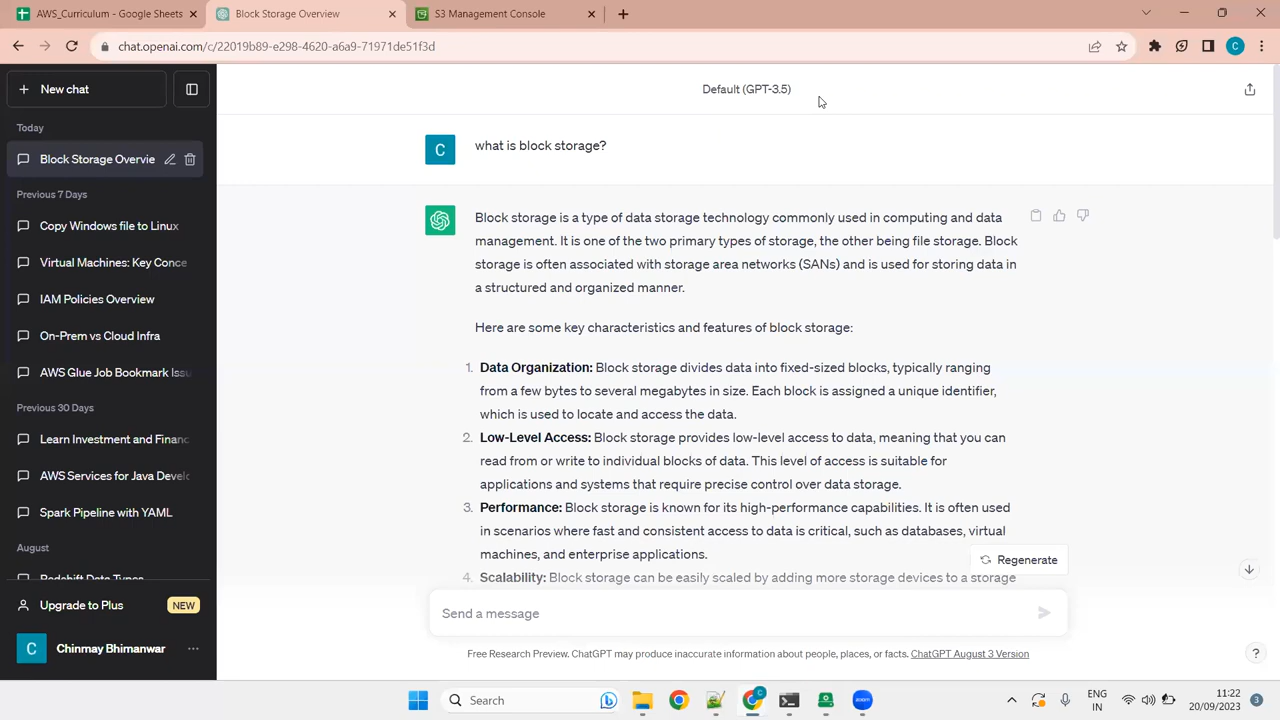 AWS_Curriculum - Google Sheets
Block Storage Overview
S3 Management Console
chat.openai.com/c/22019b89-e298-4620-a6a9-71971de51f3d
C
New chat
Default (GPT-3.5)
Today
Block Storage Overvie
Previous 7 Days
Copy Windows file to Linux
Virtual Machines: Key Conce
IAM Policies Overview
On-Prem vs Cloud Infra
AWS Glue Job Bookmark Issu
Previous 30 Days
Learn Investment and Financ
AWS Services for Java Develo
Spark Pipeline with YAML
August
Redshift Data Types
Upgrade to Plus
NEW
C
Chinmay Bhimanwar
C
what is block storage?
Block storage is a type of data storage technology commonly used in computing and data
management. It is one of the two primary types of storage, the other being file storage. Block
storage is often associated with storage area networks (SANs) and is used for storing data in
a structured and organized manner.
Here are some key characteristics and features of block storage:
1. Data Organization: Block storage divides data into fixed-sized blocks, typically ranging
from a few bytes to several megabytes in size. Each block is assigned a unique identifier,
which is used to locate and access the data.
2. Low-Level Access: Block storage provides low-level access to data, meaning that you can
read from or write to individual blocks of data. This level of access is suitable for
applications and systems that require precise control over data storage.
3. Performance: Block storage is known for its high-performance capabilities. It is often used
in scenarios where fast and consistent access to data is critical, such as databases, virtual
machines, and enterprise applications.
4. Scalability: Block storage can be easily scaled by adding more storage devices to a storage
Regenerate
Send a message
Free Research Preview. ChatGPT may produce inaccurate information about people, places, or facts. ChatGPT August 3 Version
?
Search
ENG
IN
11:22
20/09/2023
3